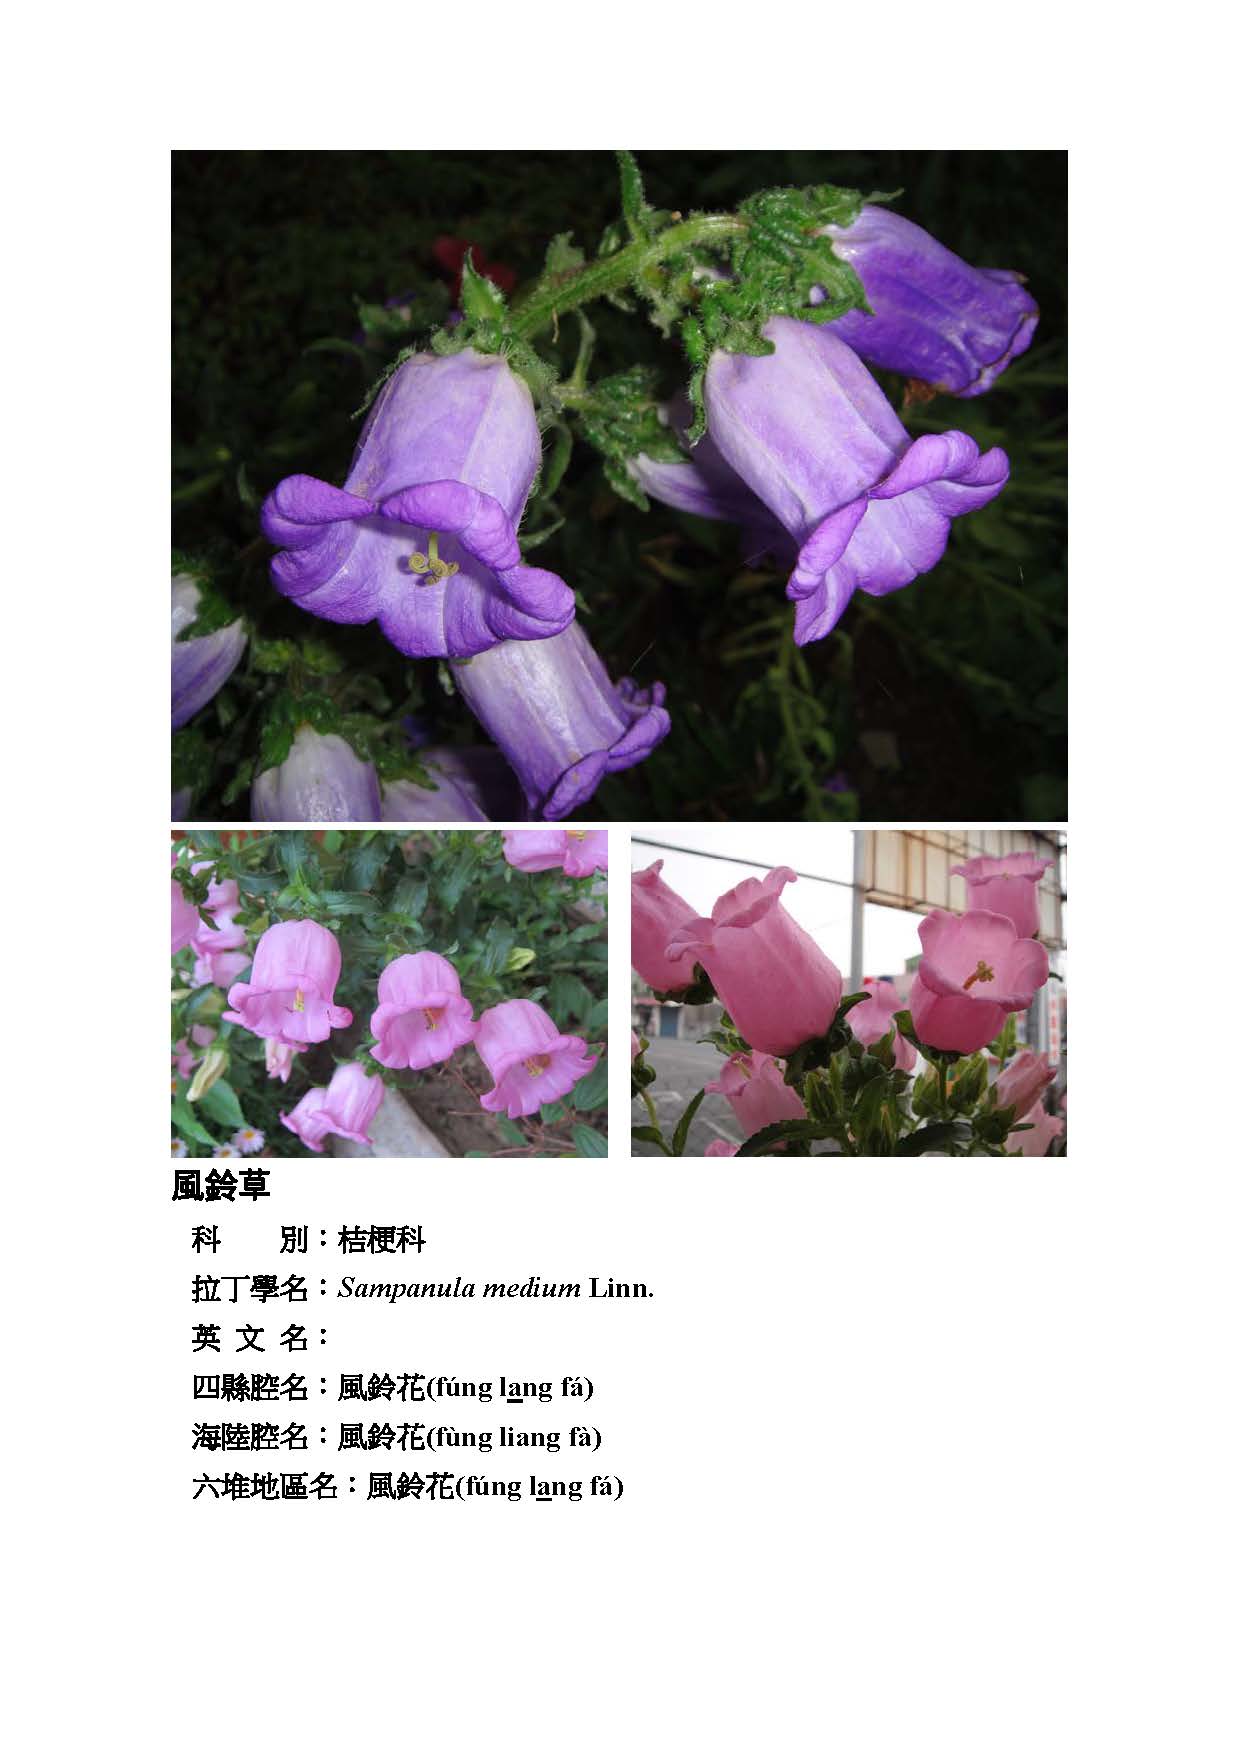 風鈴草
科　　別：桔梗科
拉丁學名：Sampanula medium Linn.
英 文 名：
四縣腔名：風鈴花(fúng lang fá)
海陸腔名：風鈴花(fùng liang fà)
六堆地區名：風鈴花(fúng lang fá)